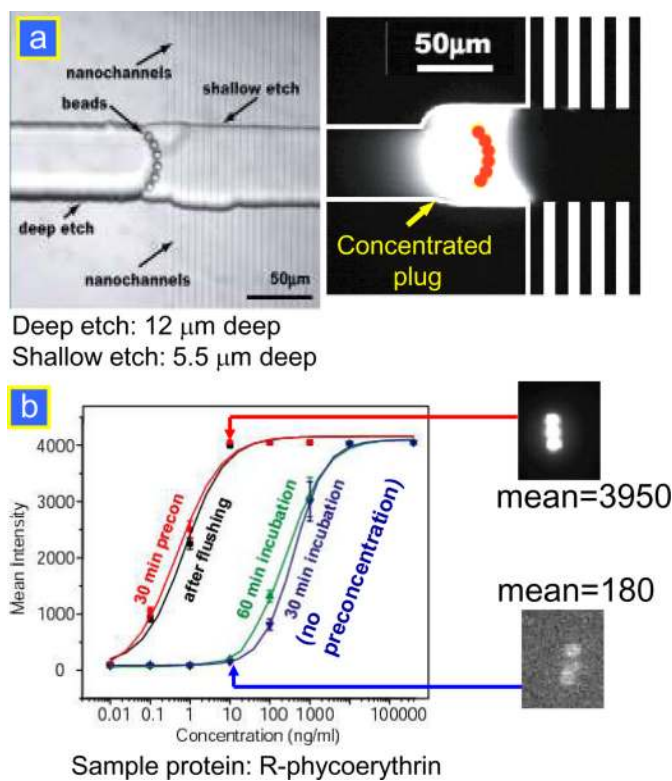 a
nanochannels
beads
shallow etch
deep etch
nanochannels
50μm
50μm
Concentrated
plug
Deep etch: 12 μm deep
Shallow etch: 5.5 μm deep
b
Mean Intensity
4000
3000
2000
1000
0
30 min precon
after flushing
60 min incubation
30 min incubation
(no
preconcentration)
0.01 0.1 1 10 100 1000 100000
Concentration (ng/ml)
mean=3950
mean=180
Sample protein: R-phycoerythrin